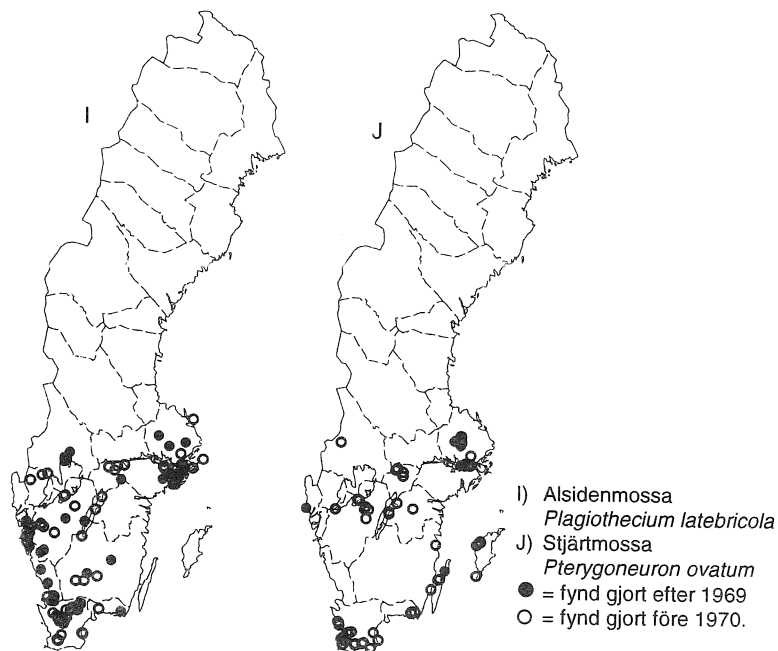 I
J
I) Alsidenmossa
Plagiothecium latebricola
J) Stjärtmossa
Pterygoneuron ovatum
= fynd gjort efter 1969
= fynd gjort före 1970.